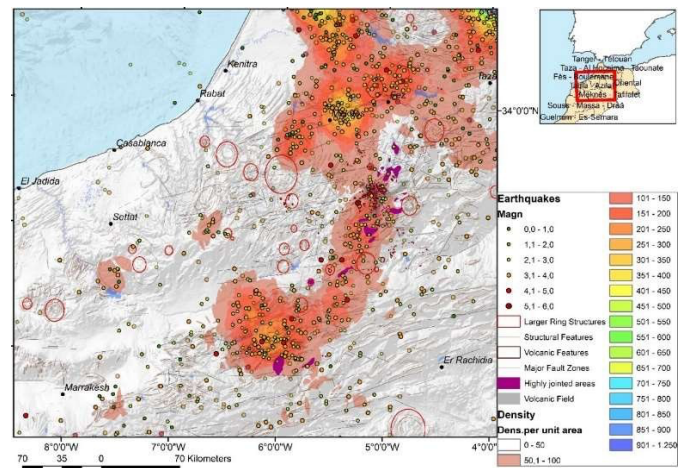 Kenitra
Rabat
Casablanca
El Jadida
Settat
Marrakesh
Er Rachidia
Taza
34°0'0"N
8°0'0"W 7°0'0"W 6°0'0"W 5°0'0"W 4°0'0"W
70 35 0 70 Kilometers
Tanger - Tétouan
Taza - Al Hoceima - Taounate
Fès - Boulemane
Oriental
Meknès - Tafilalet
Souss - Massa - Drâa
Guelmim - Es-Semara
Earthquakes
Magn
0,0 - 1,0
1,1 - 2,0
2,1 - 3,0
3,1 - 4,0
4,1 - 5,0
5,1 - 6,0
Larger Ring Structures
Structural Features
Volcanic Features
Major Fault Zones
Highly jointed areas
Volcanic Field
Density
Dens.per unit area
0 - 50
50,1 - 100
101 - 150
151 - 200
201 - 250
251 - 300
301 - 350
351 - 400
401 - 450
451 - 500
501 - 550
551 - 600
601 - 650
651 - 700
701 - 750
751 - 800
801 - 850
851 - 900
901 - 1.250